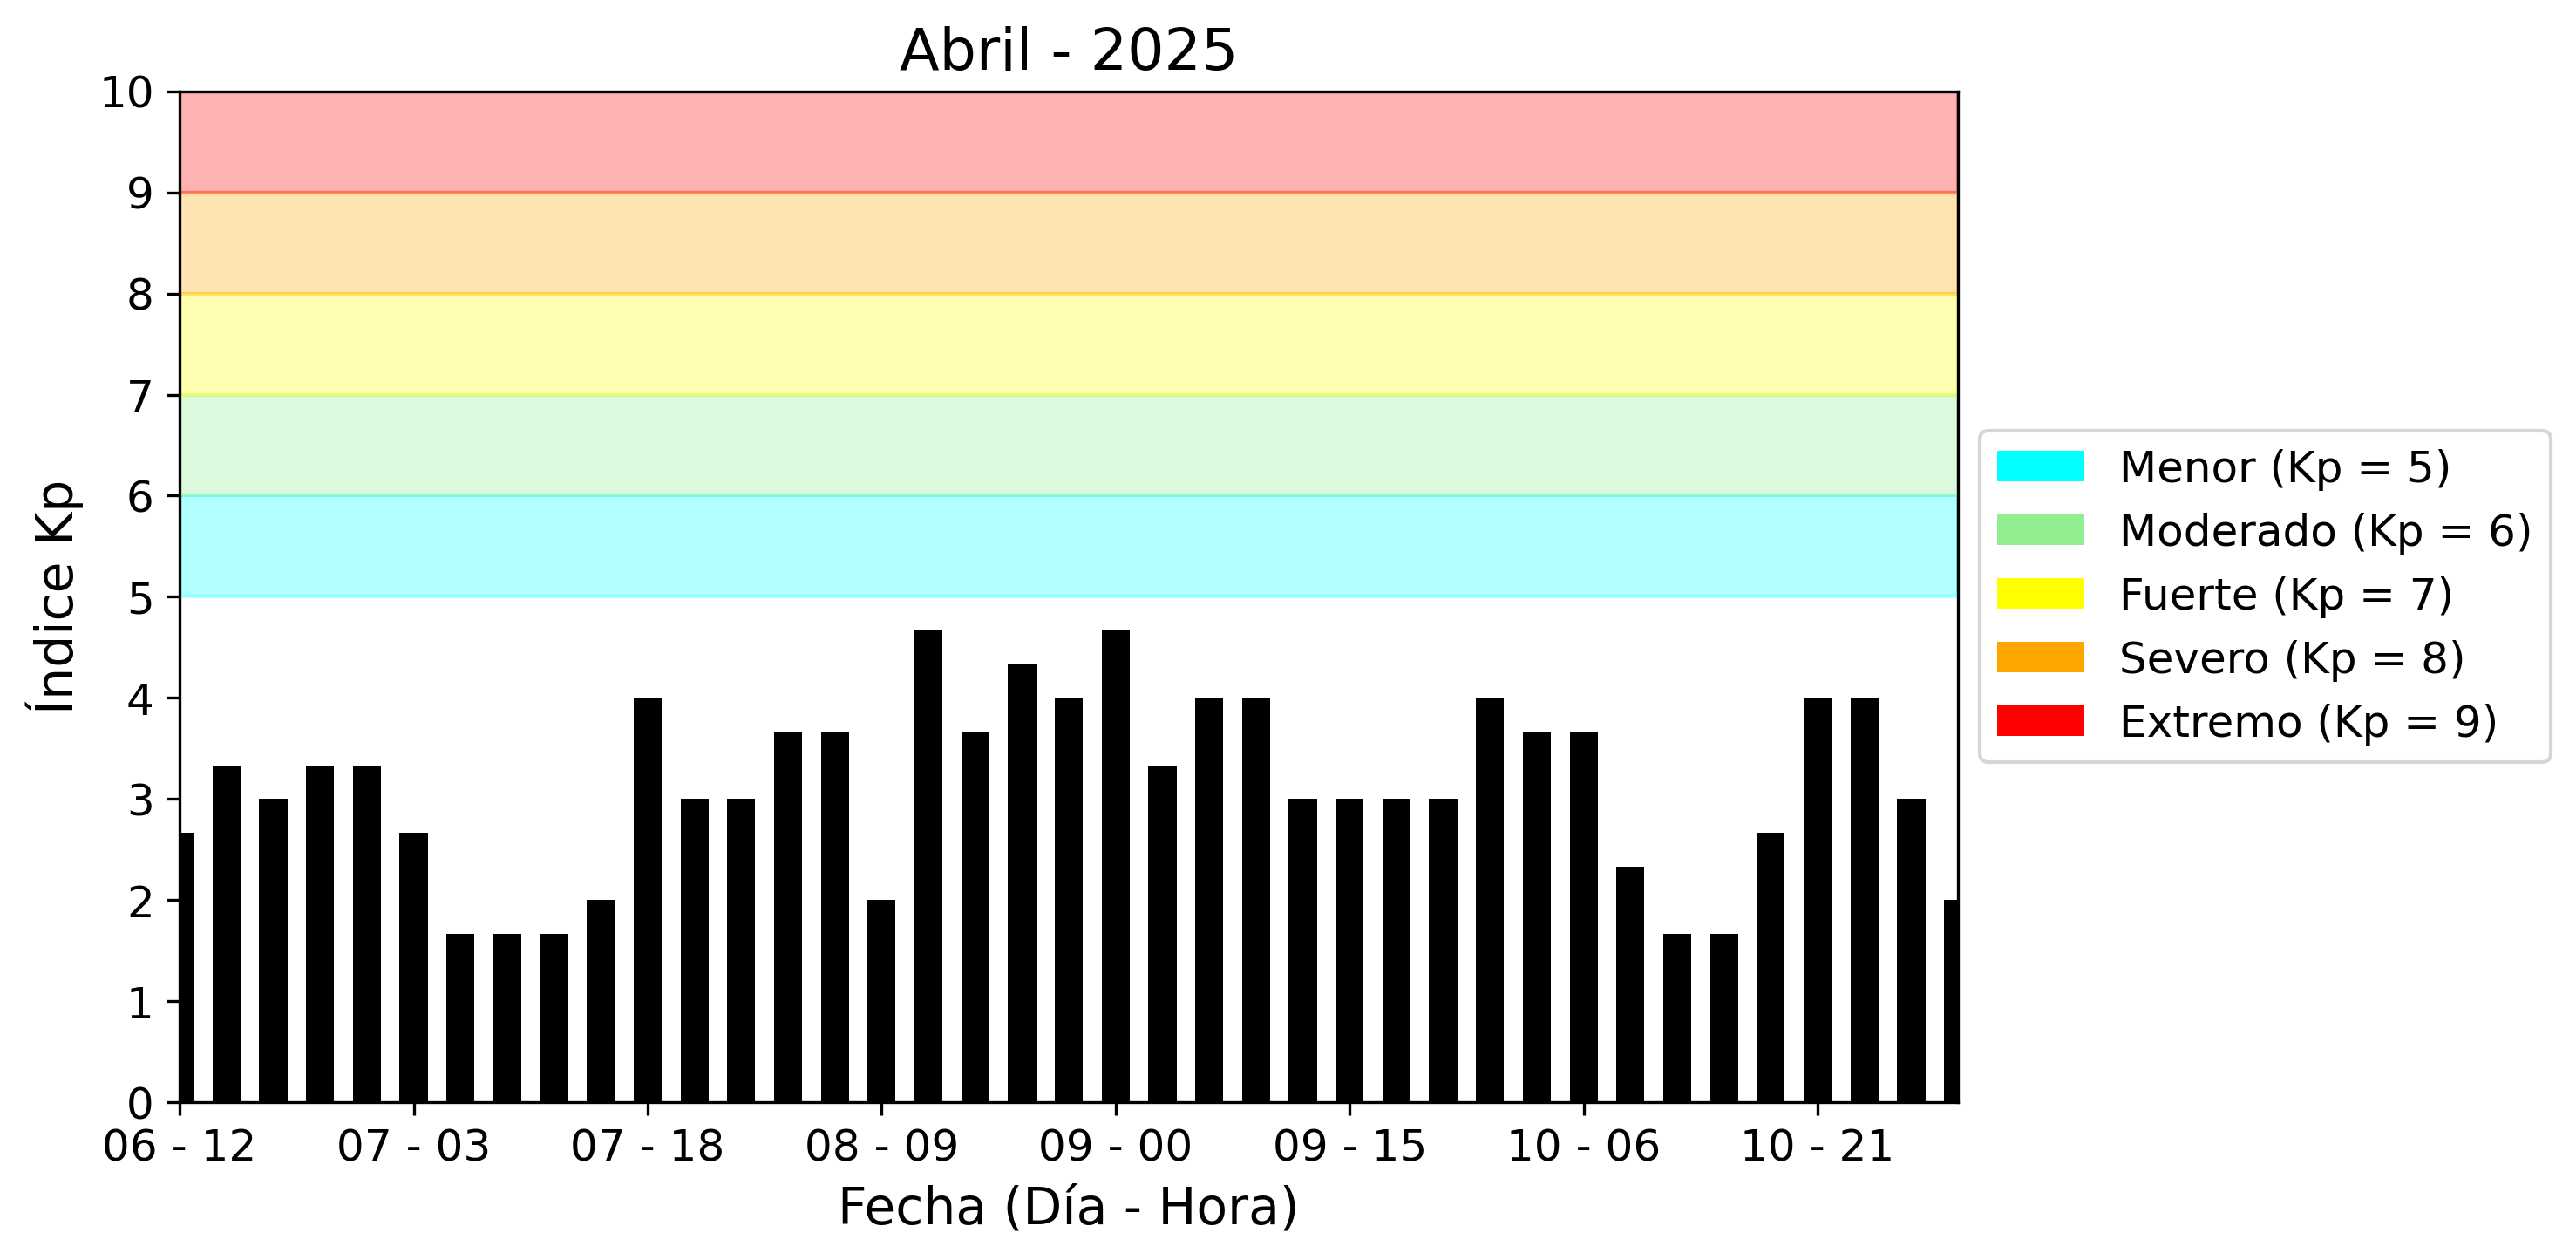 Abril - 2025
10
9
8
7
6
5
4
3
2
1
0
Índice Kp
06 - 12 07 - 03 07 - 18 08 - 09 09 - 00 09 - 15 10 - 06 10 - 21
Fecha (Día - Hora)
Menor (Kp = 5)
Moderado (Kp = 6)
Fuerte (Kp = 7)
Severo (Kp = 8)
Extremo (Kp = 9)